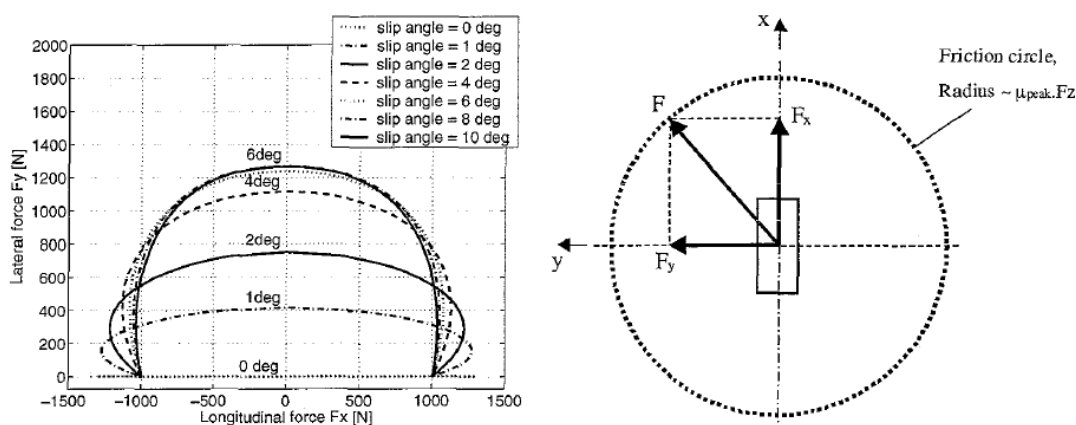 slip angle = 0 deg
slip angle = 1 deg
slip angle = 2 deg
slip angle = 4 deg
slip angle = 6 deg
slip angle = 8 deg
slip angle = 10 deg
2000
1800
1600
1400
1200
1000
800
600
400
200
0
Lateral force Fy [N]
6deg
4deg
2deg
1deg
0 deg
−1500
−1000
−500
0
500
1000
1500
Longitudinal force Fx [N]
x
Friction circle,
Radius ~ μpeak.Fz
F
Fx
y
Fy